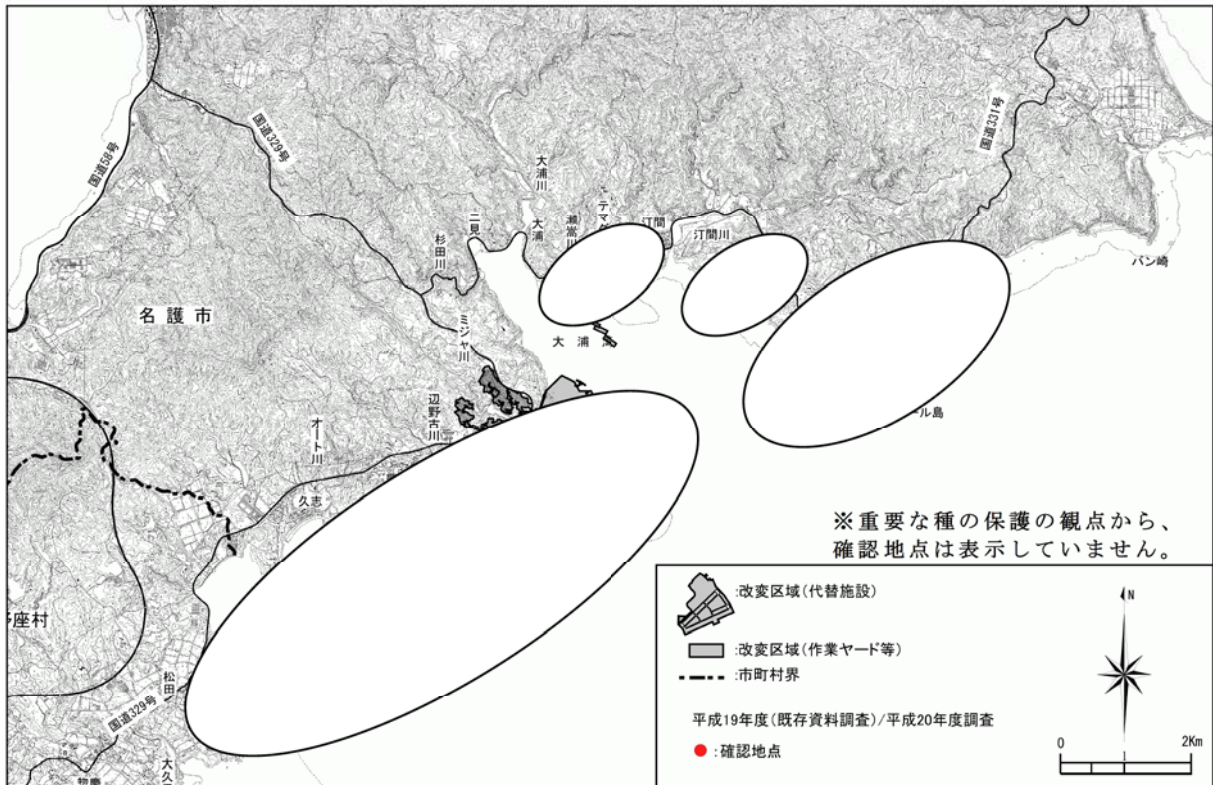 国道58号
国道329号
国道331号
大浦川
二見
大浦
瀬嵩川
テマ
汀間
汀間川
杉田川
バン崎
名護市
ミジャ川
大浦
辺野古川
ール島
オート川
久志
※重要な種の保護の観点から、
確認地点は表示していません。
:改変区域(代替施設)
:改変区域(作業ヤード等)
:市町村界
平成19年度(既存資料調査)/平成20年度調査
:確認地点
N
0 1 2Km
座村
松田
国道329号
惣慶
大久